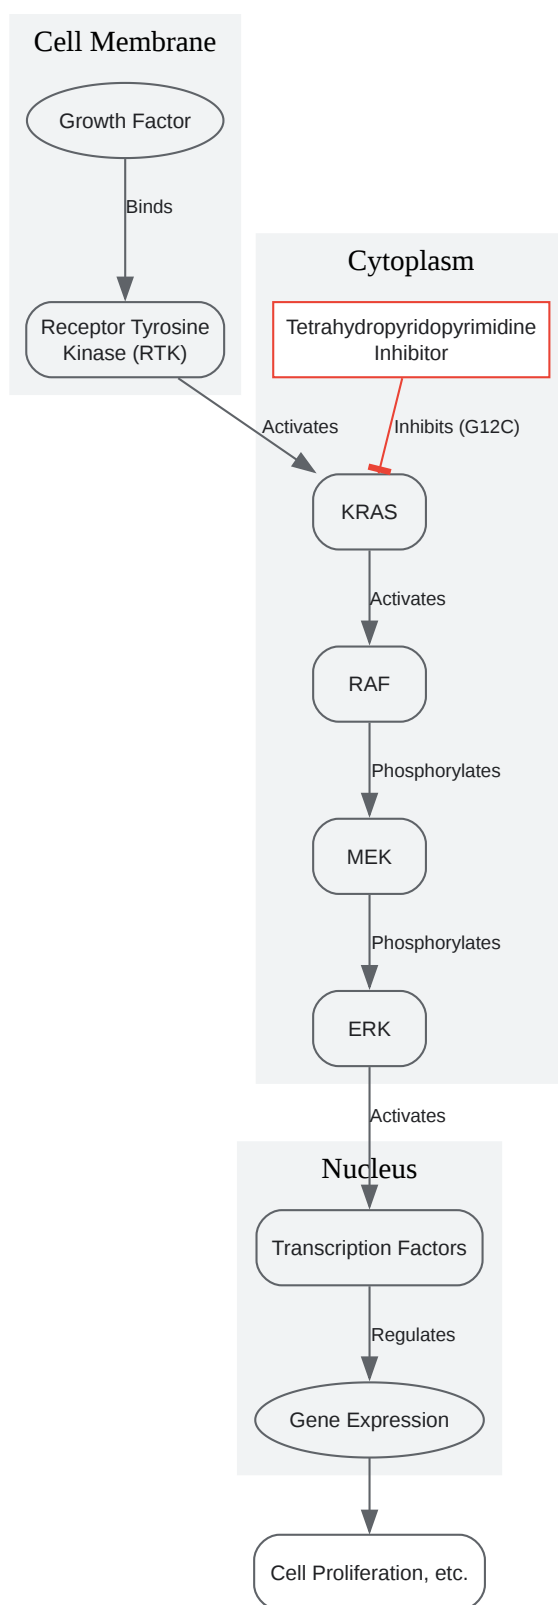 Cell Membrane
Growth Factor
Binds
Receptor Tyrosine
Kinase (RTK)
Cytoplasm
Tetrahydropyridopyrimidine
Inhibitor
Activates
Inhibits (G12C)
KRAS
Activates
RAF
Phosphorylates
MEK
Phosphorylates
ERK
Activates
Nucleus
Transcription Factors
Regulates
Gene Expression
Cell Proliferation, etc.